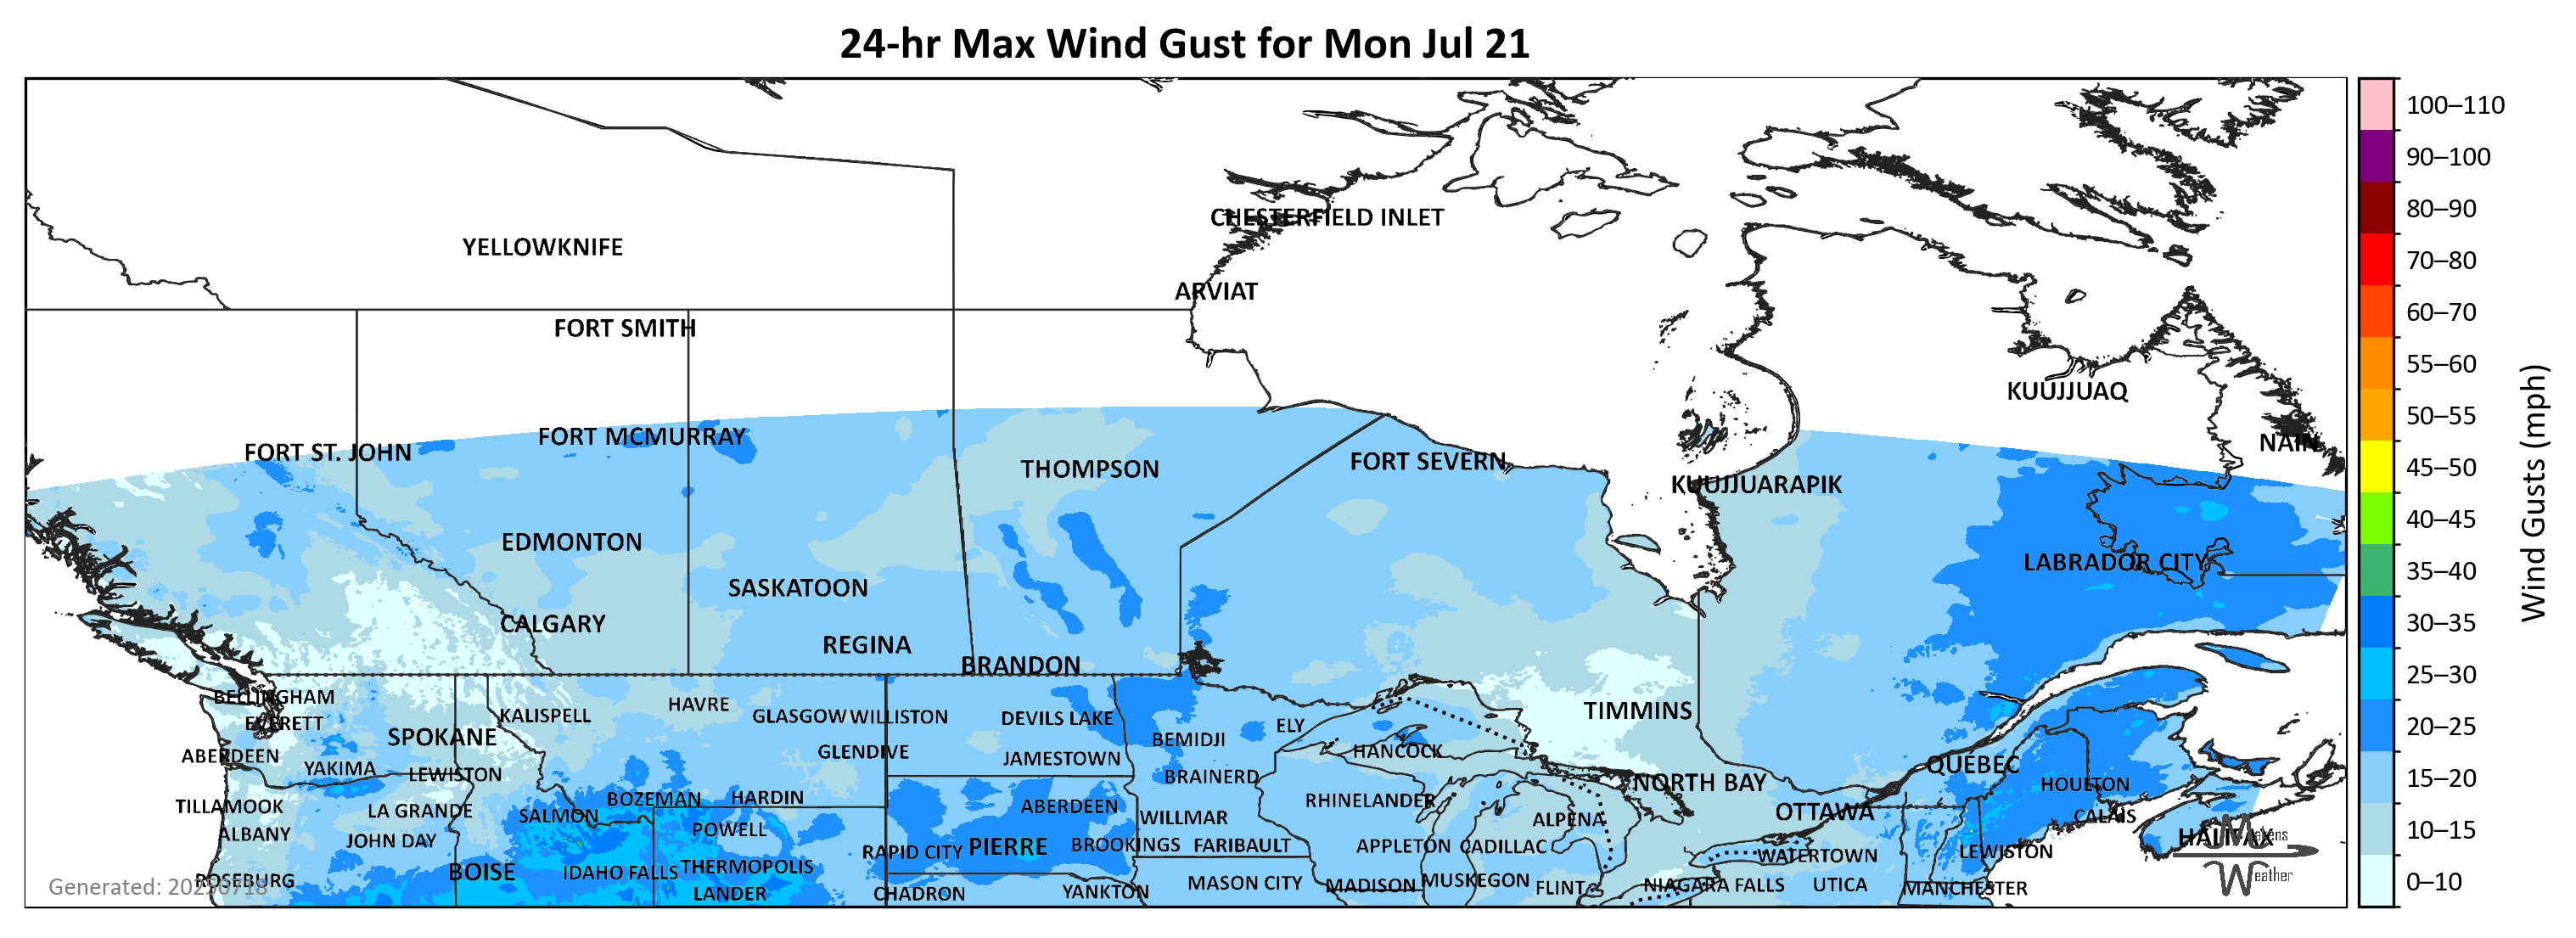 24-hr Max Wind Gust for Mon Jul 21
CHESTERFIELD INLET
YELLOWKNIFE
ARVIAT
FORT SMITH
KUUJJUAQ
FORT MCMURRAY
NAIN
FORT ST. JOHN
FORT SEVERN
THOMPSON
KUUJJUARAPIK
EDMONTON
LABRADOR CITY
SASKATOON
CALGARY
REGINA
BRANDON
BELLINGHAM
HAVRE
KALISPELL
GLASGOW
WILLISTON
DEVILS LAKE
TIMMINS
EVERETT
ELY
SPOKANE
BEMIDJI
HANCOCK
GLENDIVE
ABERDEEN
JAMESTOWN
QUEBEC
YAKIMA
LEWISTON
BRAINERD
NORTH BAY
HOULTON
BOZEMAN
HARDIN
RHINELANDER
TILLAMOOK
ABERDEEN
LA GRANDE
OTTAWA
SALMON
CALAIS
WILLMAR
ALPENA
POWELL
ALBANY
HALIFAX
JOHN DAY
BROOKINGS
FARIBAULT
APPLETON
CADILLAC
PIERRE
RAPID CITY
LEWISTON
WATERTOWN
THERMOPOLIS
BOISE
IDAHO FALLS
ROSEBURG
MUSKEGON
MASON CITY
MADISON
NIAGARA FALLS
UTICA
FLINT
MANCHESTER
YANKTON
LANDER
CHADRON
Generated: 20250718
Makens
Weather
100–110
90–100
80–90
70–80
60–70
55–60
50–55
45–50
40–45
35–40
30–35
25–30
20–25
15–20
10–15
0–10
Wind Gusts (mph)